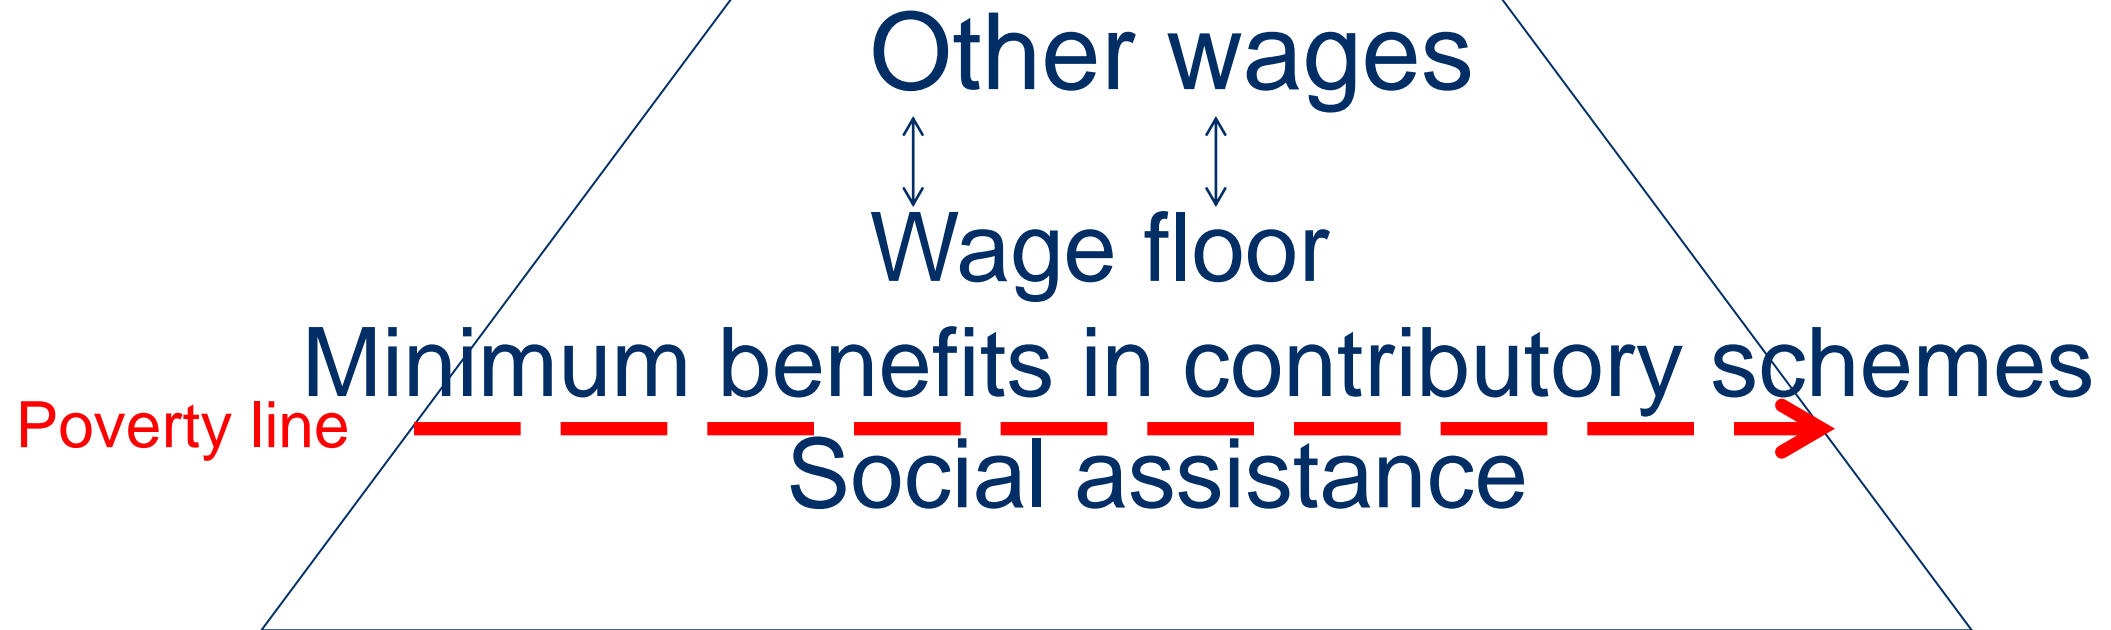 Other wages
Wage floor
Minimum benefits in contributory schemes
Poverty line
Social assistance